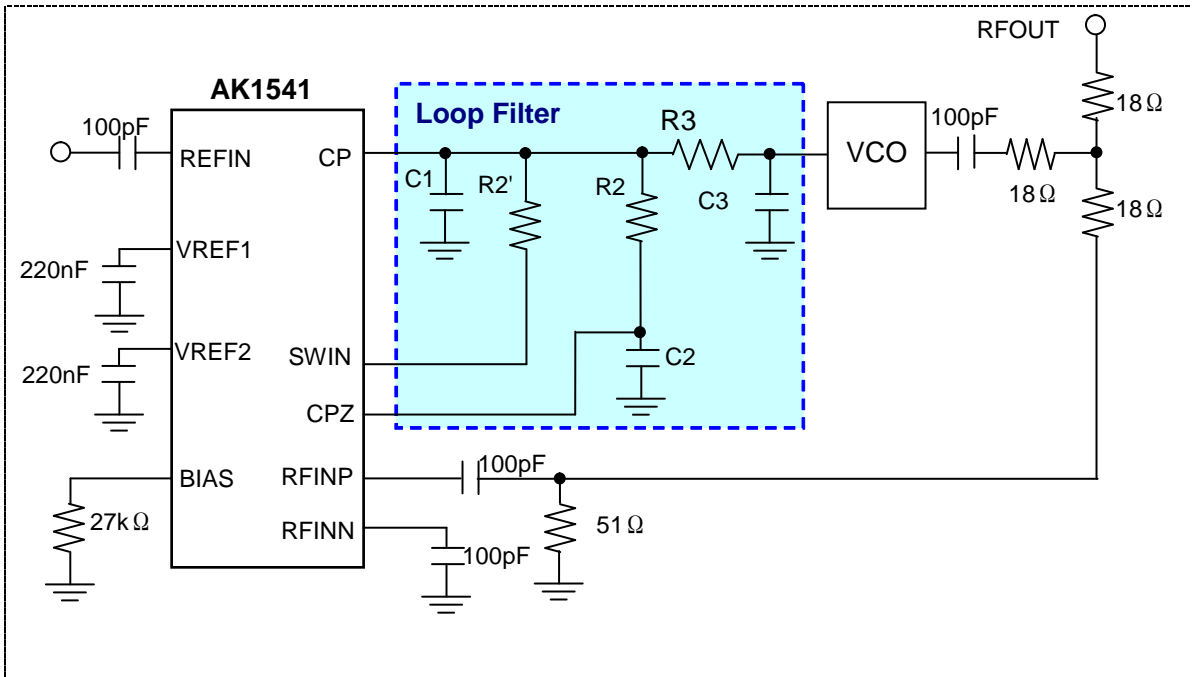 RFOUT
AK1541
18Ω
100pF
Loop Filter
R3
100pF
REFIN
CP
VCO
C1
R2'
R2
C3
18Ω
18Ω
VREF1
220nF
VREF2
SWIN
C2
220nF
CPZ
100pF
BIAS
RFINP
27kΩ
51Ω
RFINN
100pF